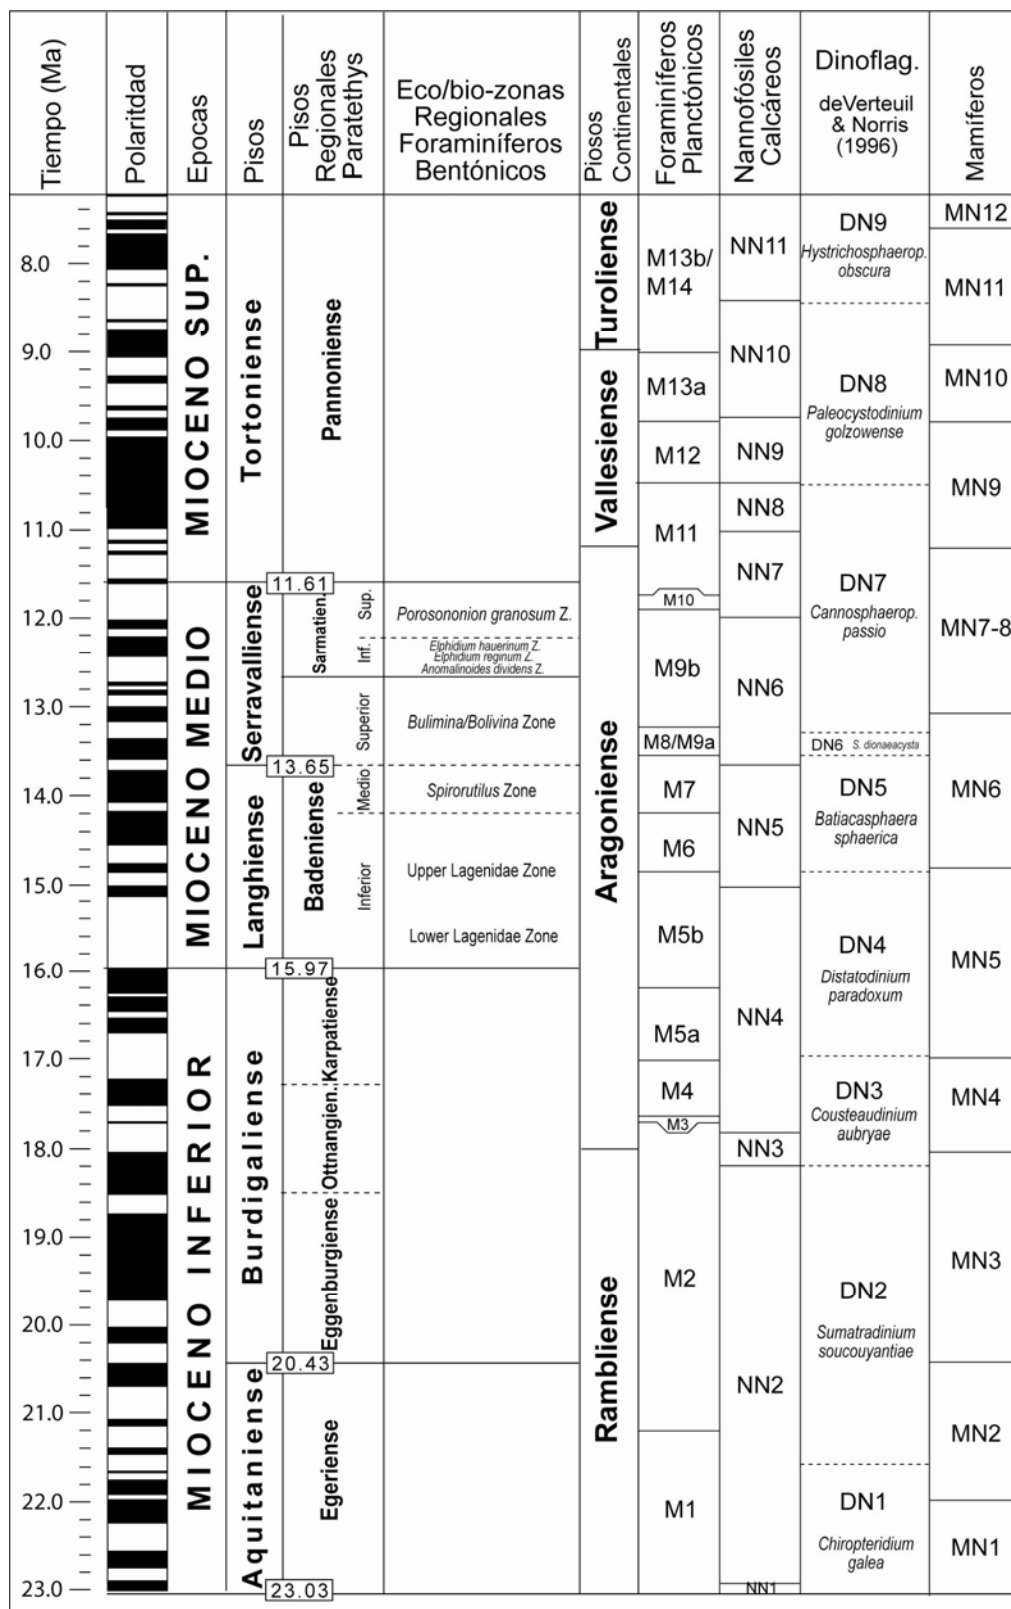 Tiempo (Ma)
Polaritdad
Epocas
Pisos
Pisos
Regionales
Paratethys
Eco/bio-zonas
Regionales
Foraminíferos
Bentónicos
Piosos
Continentales
Foraminíferos
Planctónicos
Nannofósiles
Calcáreos
Dinoflag.
deVerteuil
& Norris
(1996)
Mamíferos
8.0
9.0
10.0
11.0
12.0
13.0
14.0
15.0
16.0
17.0
18.0
19.0
20.0
21.0
22.0
23.0
MIOCENO SUP.
MIOCENO MEDIO
MIOCENO INFERIOR
Tortoniense
Serravalliense
Langhiense
Burdigaliense
Aquitaniense
11.61
13.65
15.97
20.43
23.03
Pannoniense
Sarmatien.
Sup.
Inf.
Badeniense
Superior
Medio
Inferior
Karpatiense
Ottnangien.
Eggenburgiense
Egeriense
Porosononion granosum Z.
Elphidium hauerinum Z.
Elphidium reginum Z.
Anomalinoides dividens Z.
Bulimina/Bolivina Zone
Spirorutilus Zone
Upper Lagenidae Zone
Lower Lagenidae Zone
Turoliense
Vallesiense
Aragoniense
Rambliense
M13b/
M14
M13a
M12
M11
M10
M9b
M8/M9a
M7
M6
M5b
M5a
M4
M3
M2
M1
NN11
NN10
NN9
NN8
NN7
NN6
NN5
NN4
NN3
NN2
NN1
DN9
Hystrichosphaerop.
obscura
DN8
Paleocystodinium
golzowense
DN7
Cannosphaerop.
passio
DN6 S. dionaeacysta
DN5
Batiacasphaera
sphaerica
DN4
Distatodinium
paradoxum
DN3
Cousteaudinium
aubryae
DN2
Sumatradinium
soucouyantiae
DN1
Chiropteridium
galea
MN12
MN11
MN10
MN9
MN7-8
MN6
MN5
MN4
MN3
MN2
MN1